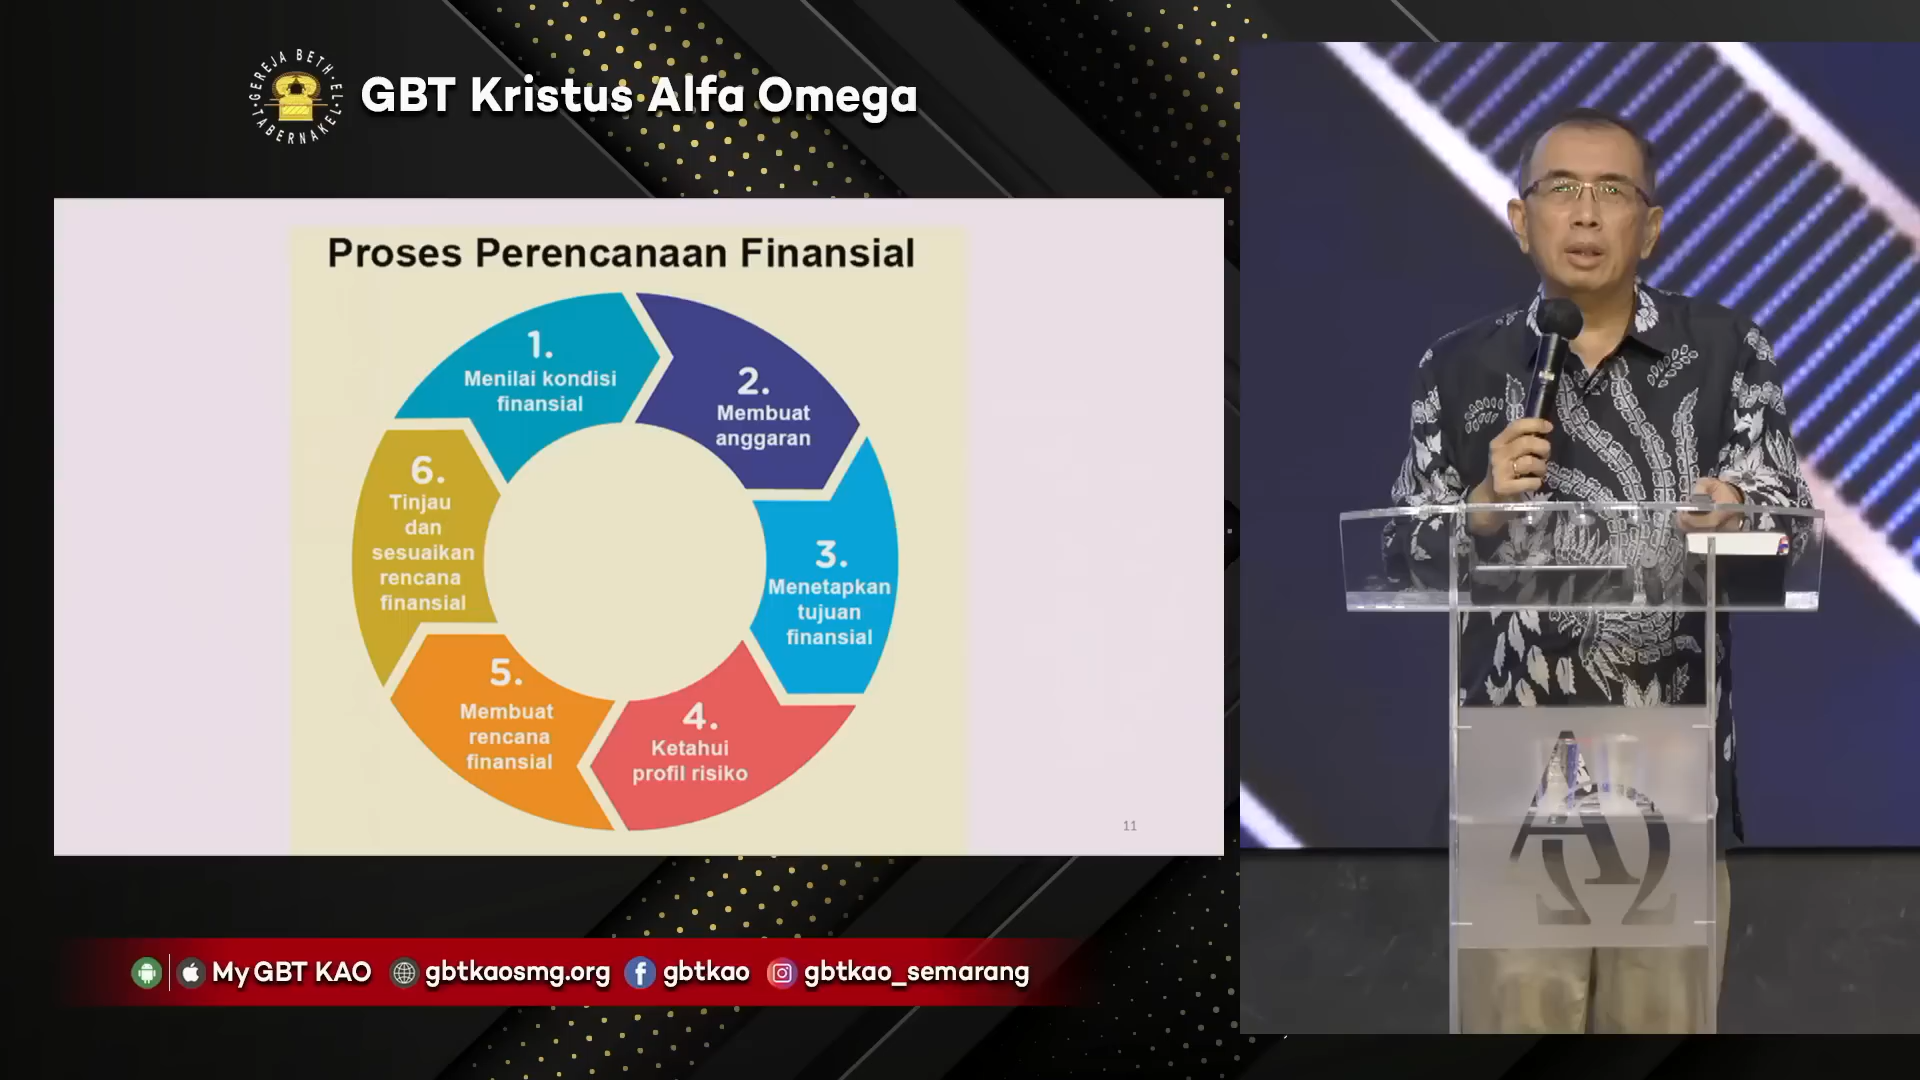 GEREJA BETH-EL
TABERNAKEL
GBT Kristus Alfa Omega
Proses Perencanaan Finansial
1.
Menilai kondisi
finansial
2.
Membuat
anggaran
3.
Menetapkan
tujuan
finansial
4.
Ketahui
profil risiko
5.
Membuat
rencana
finansial
6.
Tinjau
dan
sesuaikan
rencana
finansial
11
ΑΩ
My GBT KAO
gbtkaosmg.org
gbtkao
gbtkao_semarang